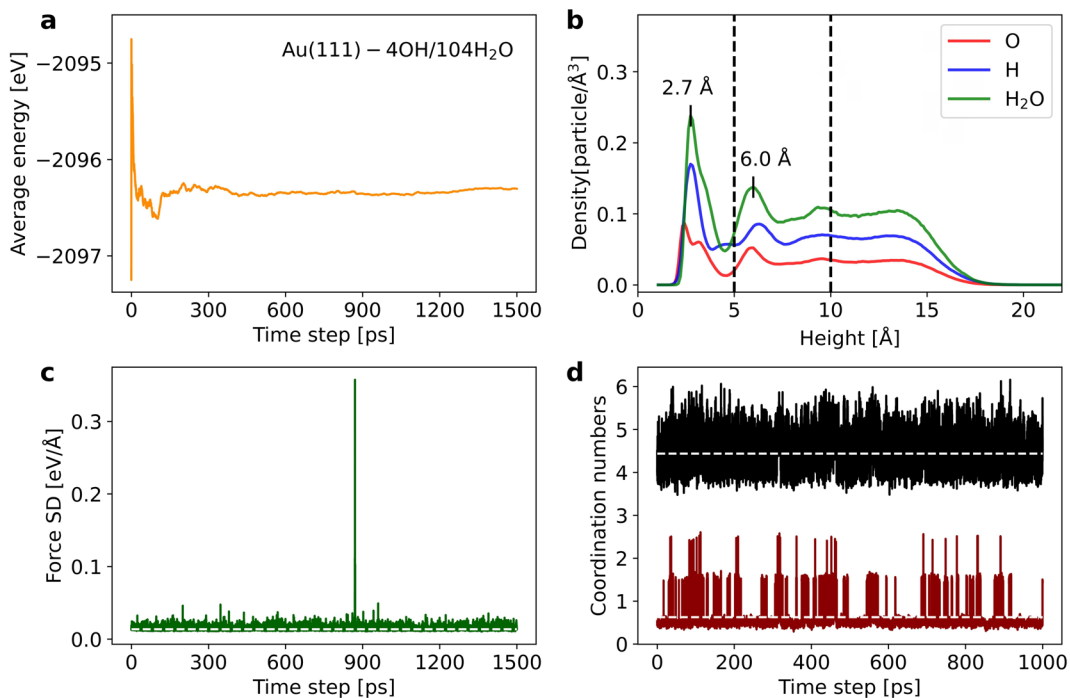 a
Average energy [eV]
−2095
−2096
−2097
Au(111) − 4OH/104H₂O
0 300 600 900 1200 1500
Time step [ps]
b
Density[particle/Å³]
0.3
0.2
0.1
0.0
2.7 Å
6.0 Å
O
H
H₂O
0 5 10 15 20
Height [Å]
c
Force SD [eV/Å]
0.3
0.2
0.1
0.0
0 300 600 900 1200 1500
Time step [ps]
d
Coordination numbers
6
5
4
3
2
1
0
0 200 400 600 800 1000
Time step [ps]